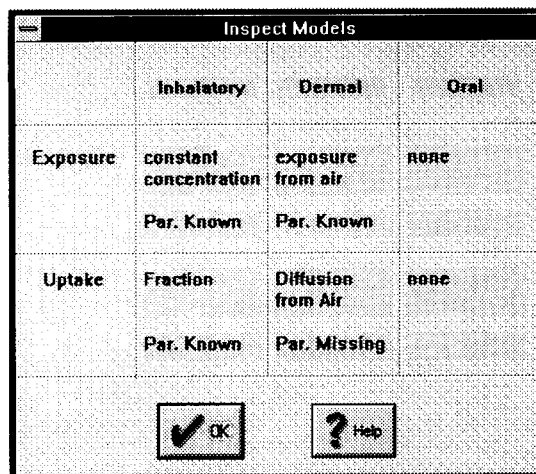 Inspect Models
Inhalatory Dermal Oral
Exposure constant exposure none
concentration from air
Par. Known Par. Known
Uptake Fraction Diffusion none
from Air
Par. Known Par. Missing
OK Help